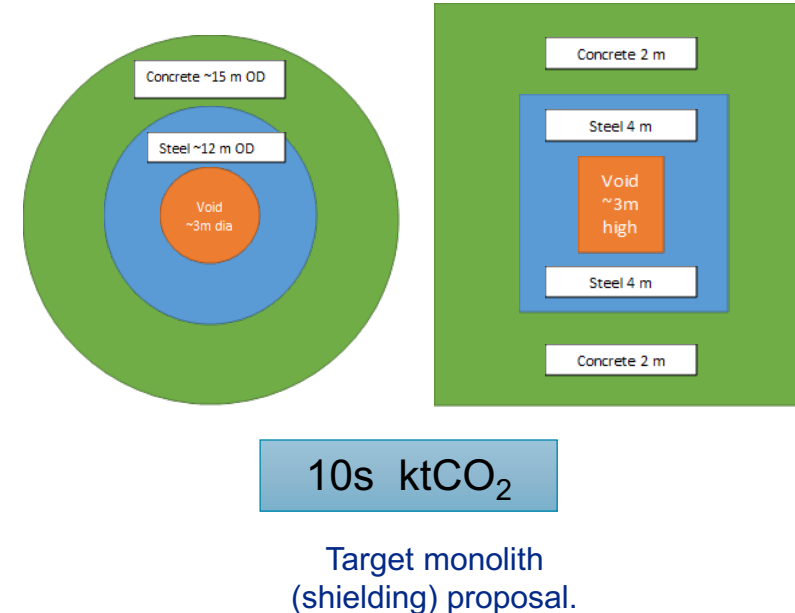 Concrete ~15 m OD
Steel ~12 m OD
Void
~3m dia
Concrete 2 m
Steel 4 m
Void
~3m
high
Steel 4 m
Concrete 2 m
10s ktCO₂
Target monolith
(shielding) proposal.